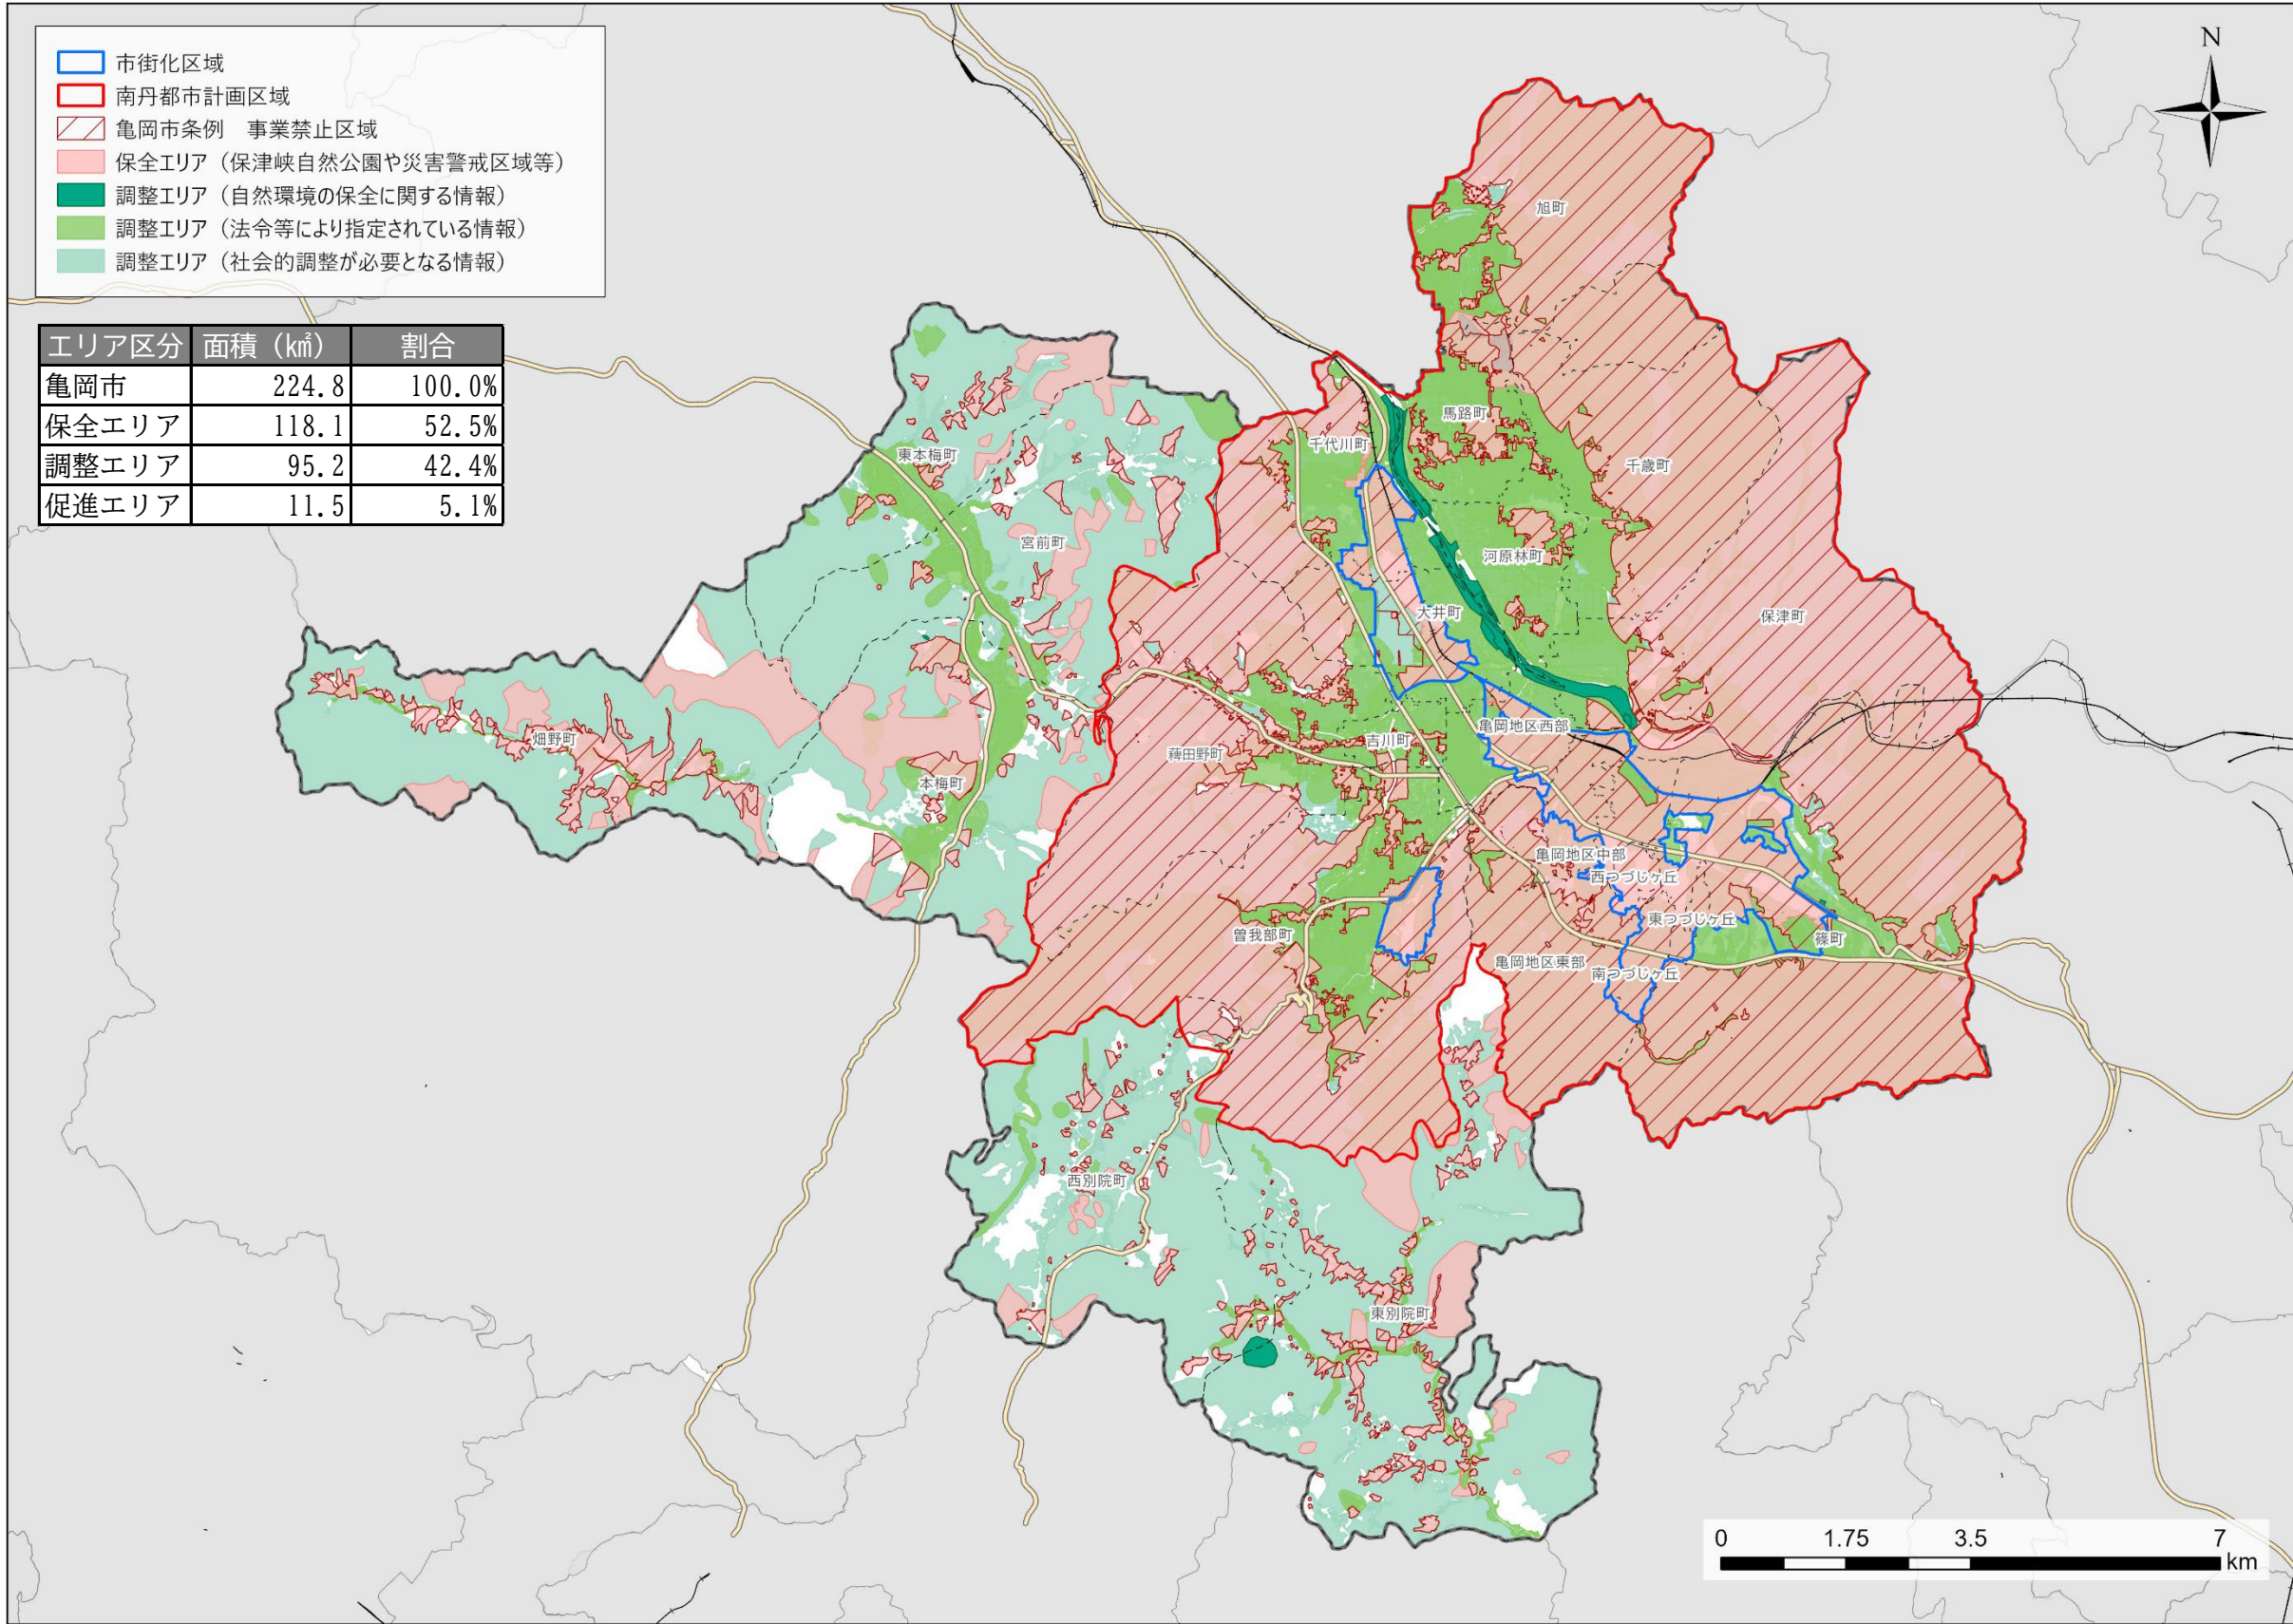 市街化区域
南丹都市計画区域
亀岡市条例　事業禁止区域
保全エリア（保津峡自然公園や災害警戒区域等）
調整エリア（自然環境の保全に関する情報）
調整エリア（法令等により指定されている情報）
調整エリア（社会的調整が必要となる情報）
N
エリア区分 面積（㎢） 割合
亀岡市 224.8 100.0%
保全エリア 118.1 52.5%
調整エリア 95.2 42.4%
促進エリア 11.5 5.1%
旭町
馬路町
千代川町
東本梅町
千歳町
宮前町
河原林町
大井町
保津町
亀岡地区西部
畑野町
吉川町
薭田野町
本梅町
亀岡地区中部
西つつじヶ丘
東つつじヶ丘
曽我部町
篠町
亀岡地区東部
南つつじヶ丘
西別院町
東別院町
0 1.75 3.5 7
km